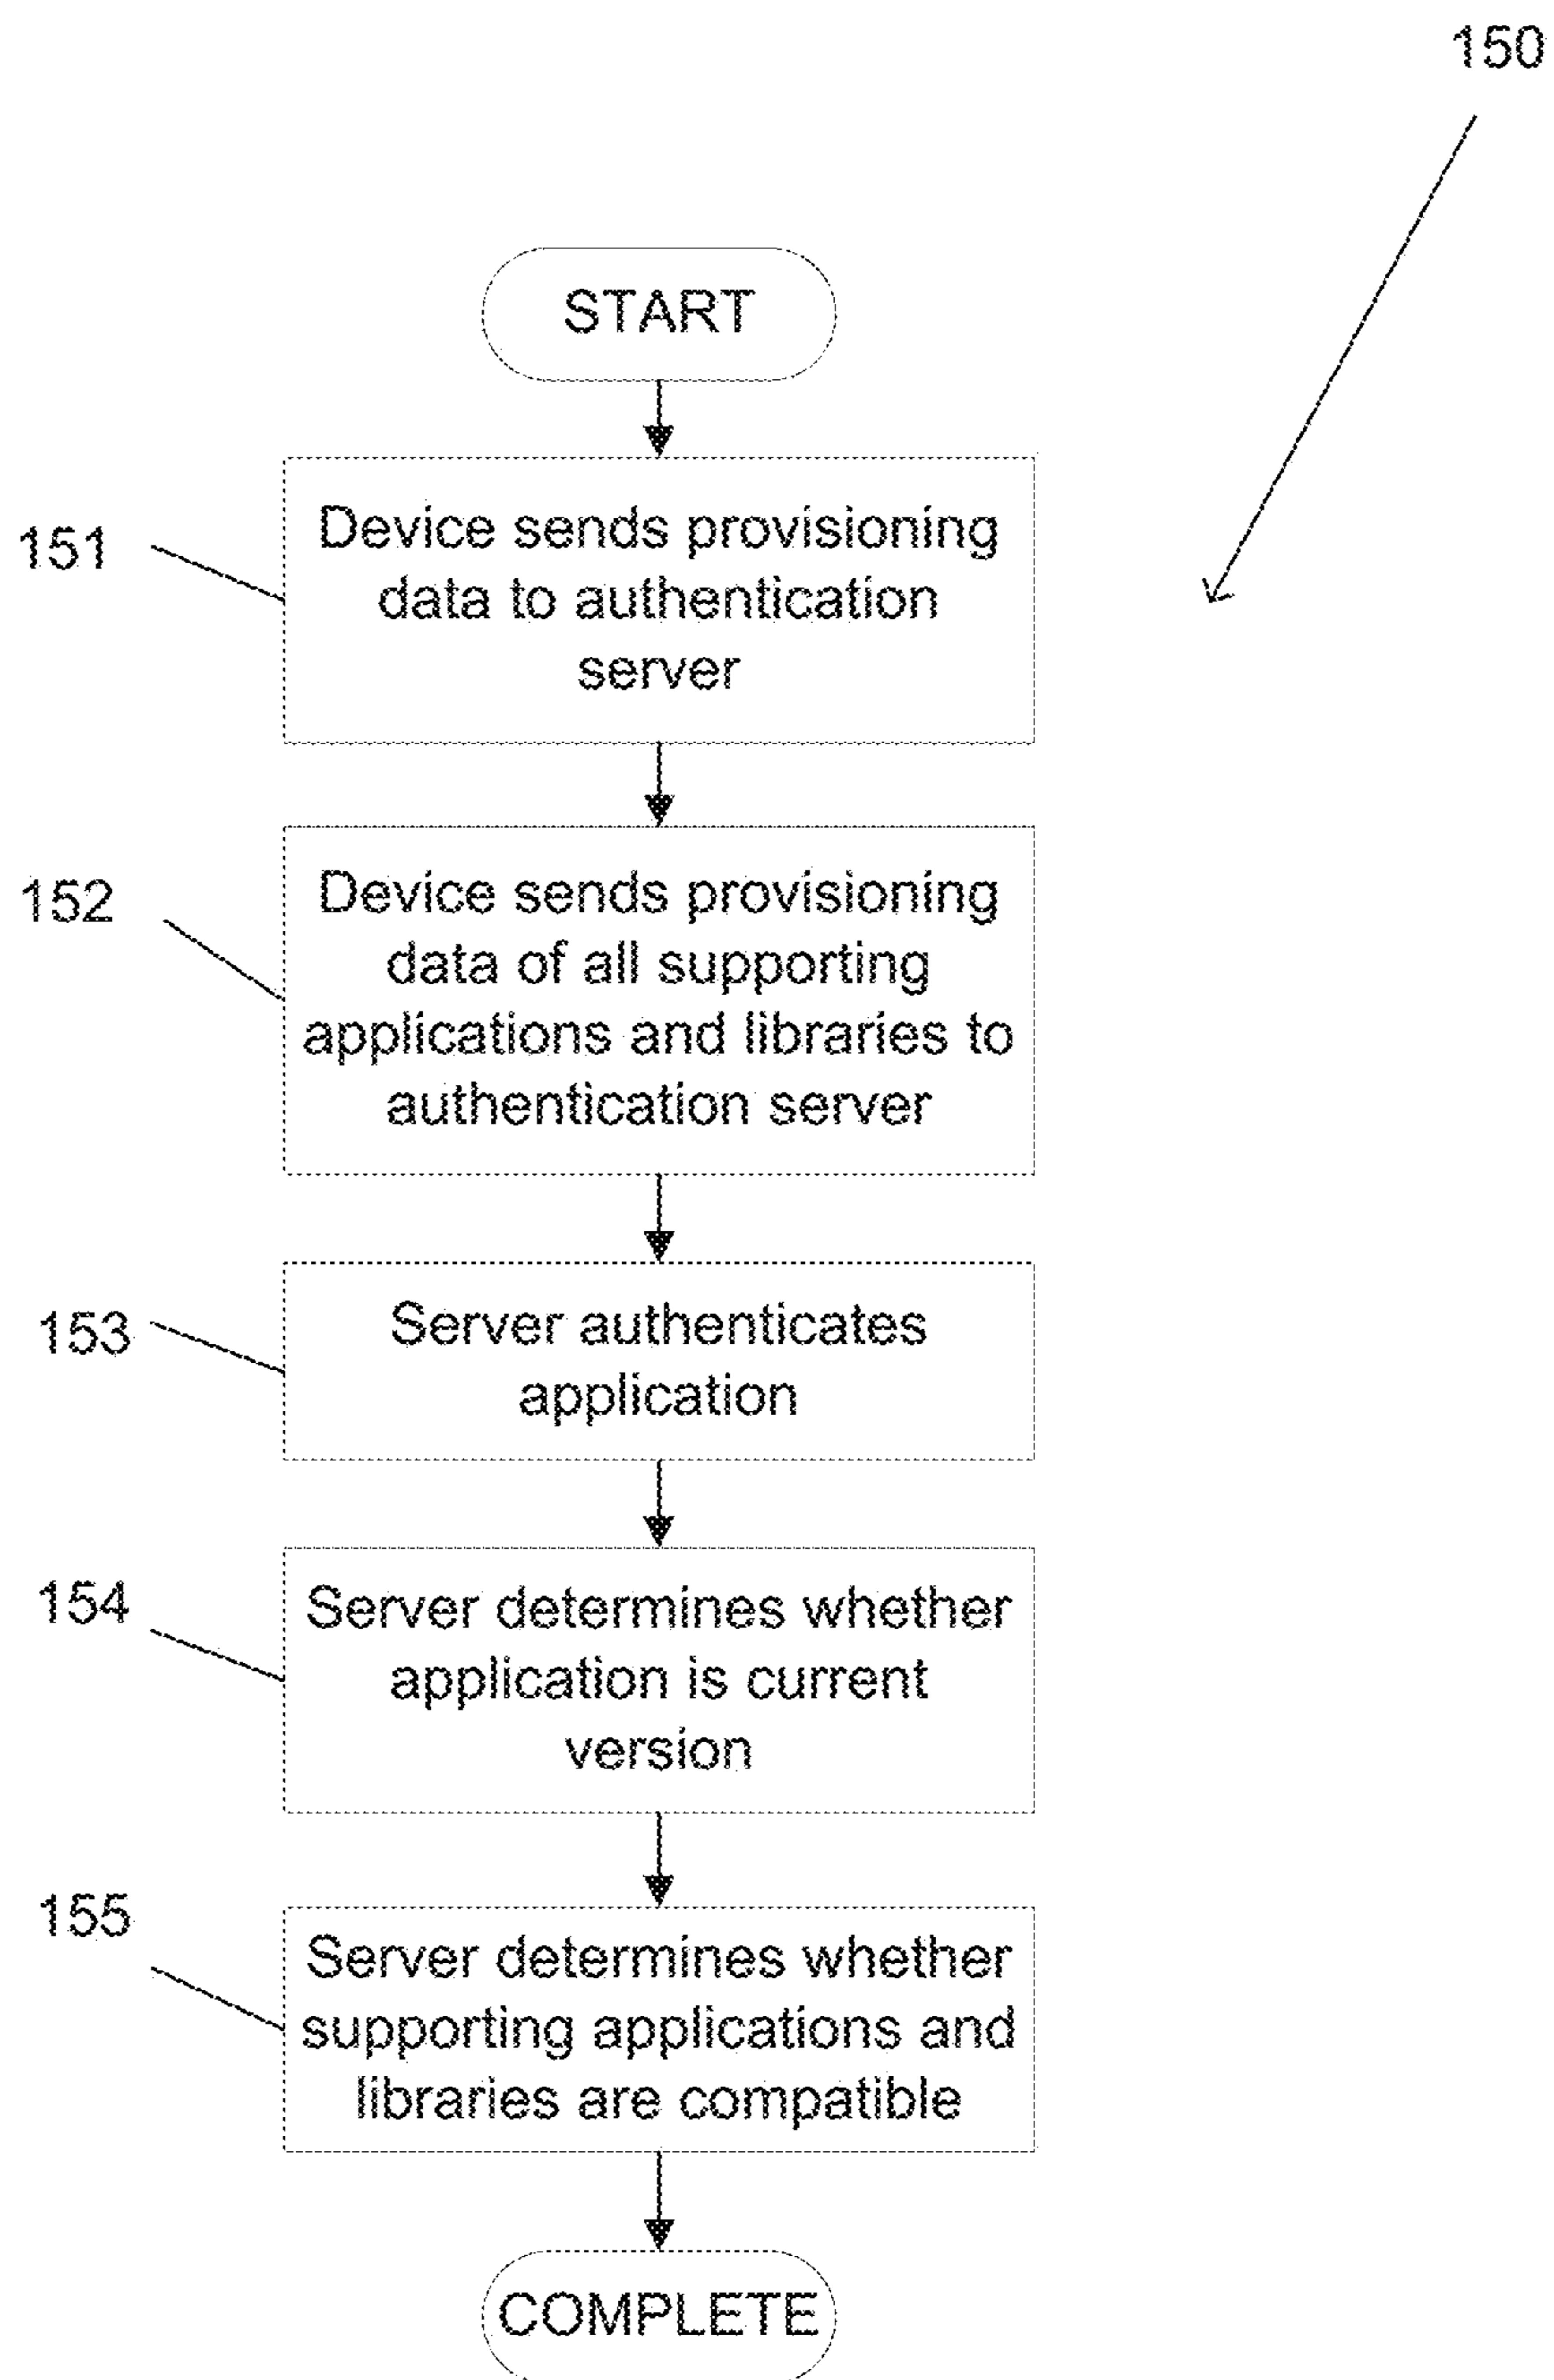 150
START
151
Device sends provisioning
data to authentication
server
152
Device sends provisioning
data of all supporting
applications and libraries to
authentication server
153
Server authenticates
application
154
Server determines whether
application is current
version
155
Server determines whether
supporting applications and
libraries are compatible
COMPLETE